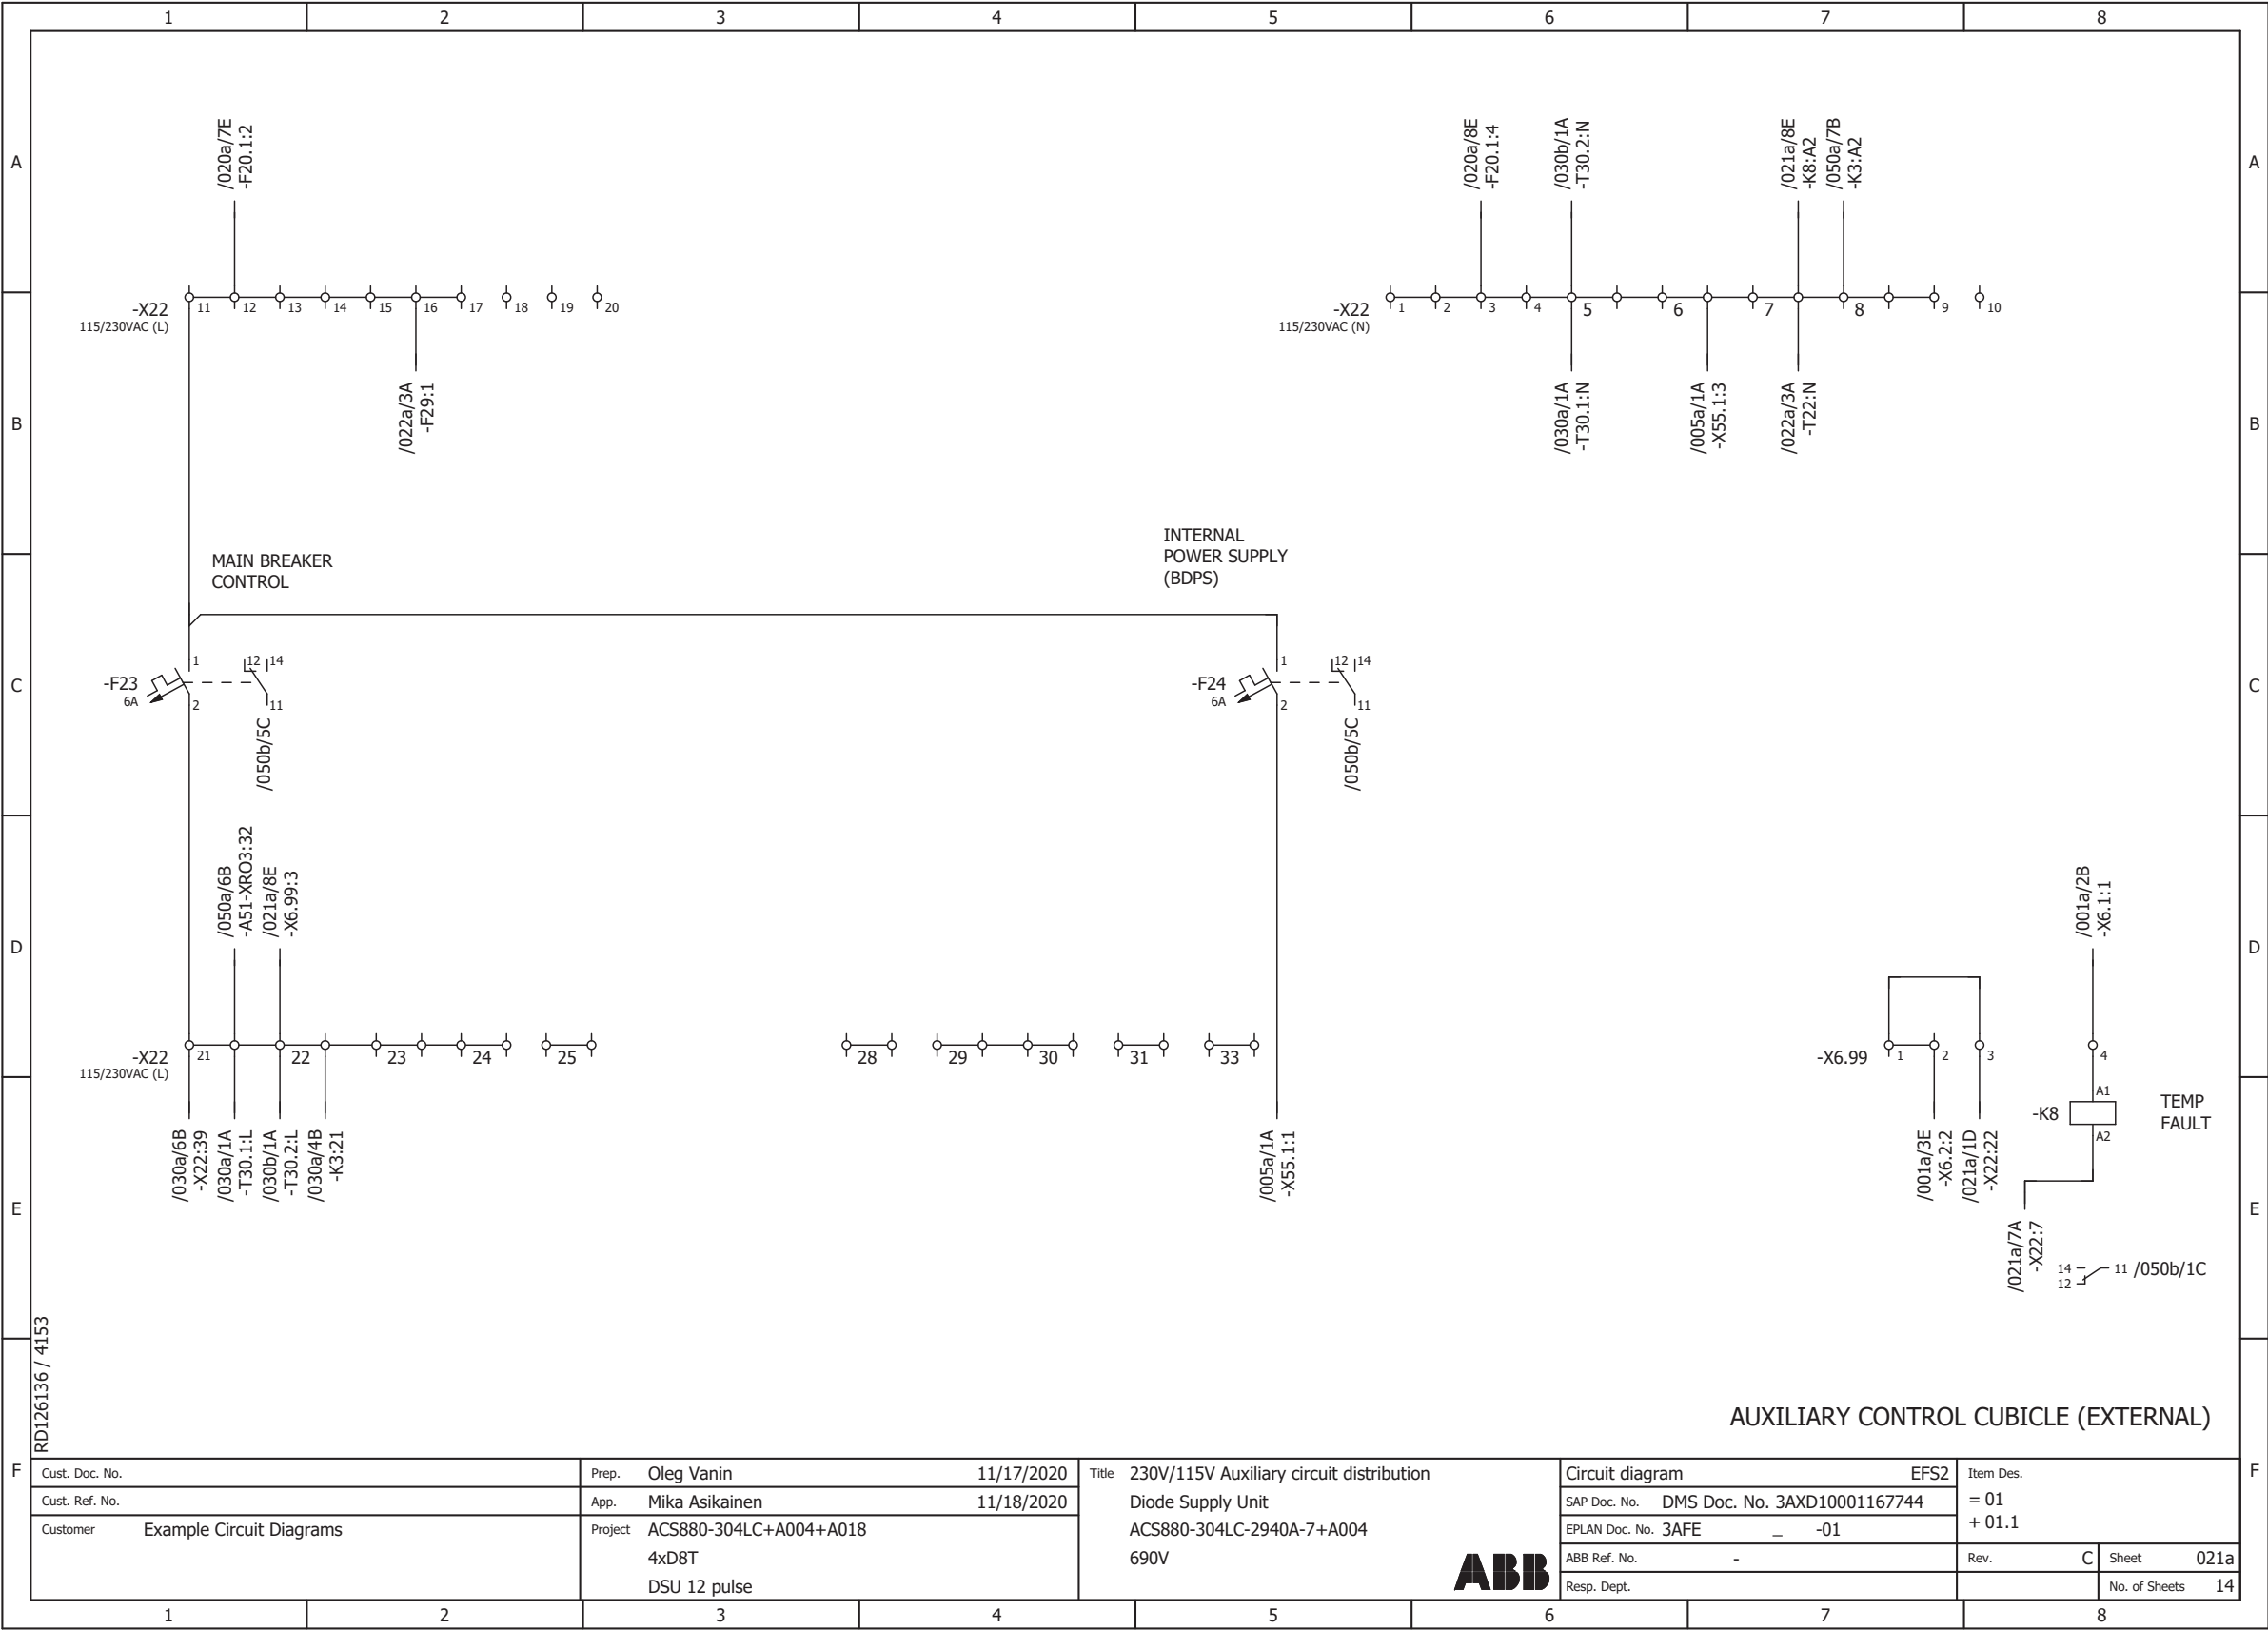 1 2 3 4 5 6 7 8
A A
/020a/7E
-F20.1:2
/020a/8E
-F20.1:4
/030b/1A
-T30.2:N
/021a/8E
-K8:A2
/050a/7B
-K3:A2
-X22 11 12 13 14 15 16 17 18 19 20
115/230VAC (L)
-X22 1 2 3 4 5 6 7 8 9 10
115/230VAC (N)
B B
/022a/3A
-F29:1
/030a/1A
-T30.1:N
/005a/1A
-X55.1:3
/022a/3A
-T22:N
MAIN BREAKER
CONTROL
INTERNAL
POWER SUPPLY
(BDPS)
C C
-F23
6A
1
2
12 14
11
/050b/5C
-F24
6A
1
2
12 14
11
/050b/5C
D D
/050a/6B
-A51-XRO3:32
/021a/8E
-X6.99:3
/001a/2B
-X6.1:1
-X22 21 22 23 24 25 28 29 30 31 33
115/230VAC (L)
-X6.99 1 2 3 4
E E
/030a/6B
-X22:39
/030a/1A
-T30.1:L
/030b/1A
-T30.2:L
/030a/4B
-K3:21
/005a/1A
-X55.1:1
/001a/3E
-X6.2:2
/021a/1D
-X22:22
-K8
A1
A2
TEMP
FAULT
/021a/7A
-X22:7
14
12
11 /050b/1C
RD126136 / 4153
AUXILIARY CONTROL CUBICLE (EXTERNAL)
F F
Cust. Doc. No.
Cust. Ref. No.
Customer Example Circuit Diagrams
Prep. Oleg Vanin 11/17/2020
App. Mika Asikainen 11/18/2020
Project ACS880-304LC+A004+A018
4xD8T
DSU 12 pulse
Title 230V/115V Auxiliary circuit distribution
Diode Supply Unit
ACS880-304LC-2940A-7+A004
690V
ABB
Circuit diagram EFS2
SAP Doc. No. DMS Doc. No. 3AXD10001167744
EPLAN Doc. No. 3AFE _ -01
ABB Ref. No. -
Resp. Dept.
Item Des.
= 01
+ 01.1
Rev. C Sheet 021a
No. of Sheets 14
1 2 3 4 5 6 7 8